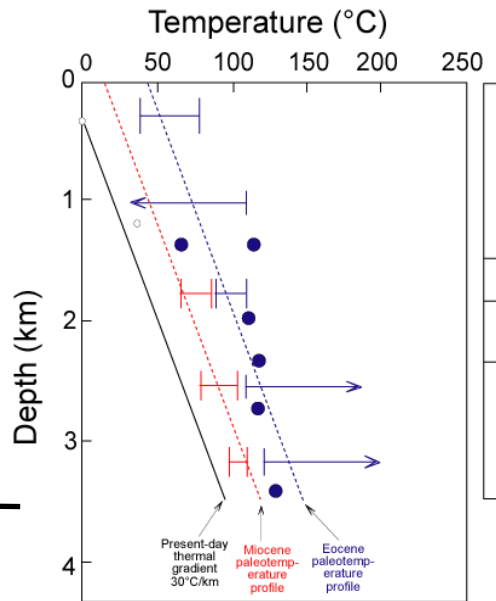 Temperature (°C)
0 50 100 150 200 250
0
1
2
3
4
Depth (km)
Present-day
thermal
gradient
30°C/km
Miocene
paleotemp-
erature
profile
Eocene
paleotemp-
erature
profile